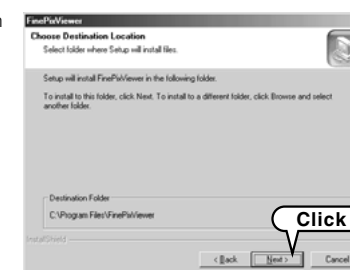 FinePixViewer
Choose Destination Location
Select folder where Setup will install files.
Setup will install FinePixViewer in the following folder.
To install to this folder, click Next. To install to a different folder, click Browse and select
another folder.
Destination Folder
C:\Program Files\FinePixViewer
Click
InstallShield
< Back
Next >
Cancel